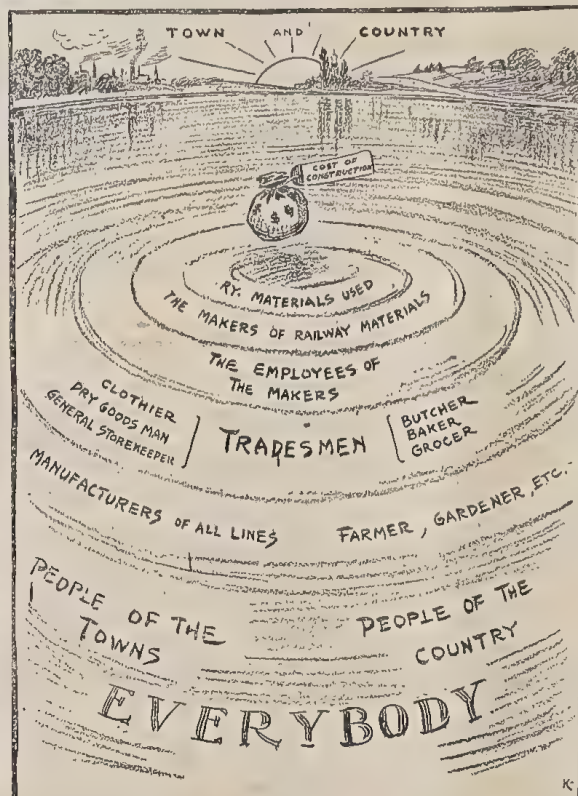 TOWN AND COUNTRY
COST OF
CONSTRUCTION
$ $ $
RY. MATERIALS USED
THE MAKERS OF RAILWAY MATERIALS
THE EMPLOYEES OF
THE MAKERS
CLOTHIER
DRY GOODS MAN
GENERAL STOREKEEPER
TRADESMEN
BUTCHER
BAKER
GROCER
MANUFACTURERS OF ALL LINES
FARMER, GARDENER, ETC.
PEOPLE OF THE
TOWNS
PEOPLE OF THE
COUNTRY
EVERYBODY
K